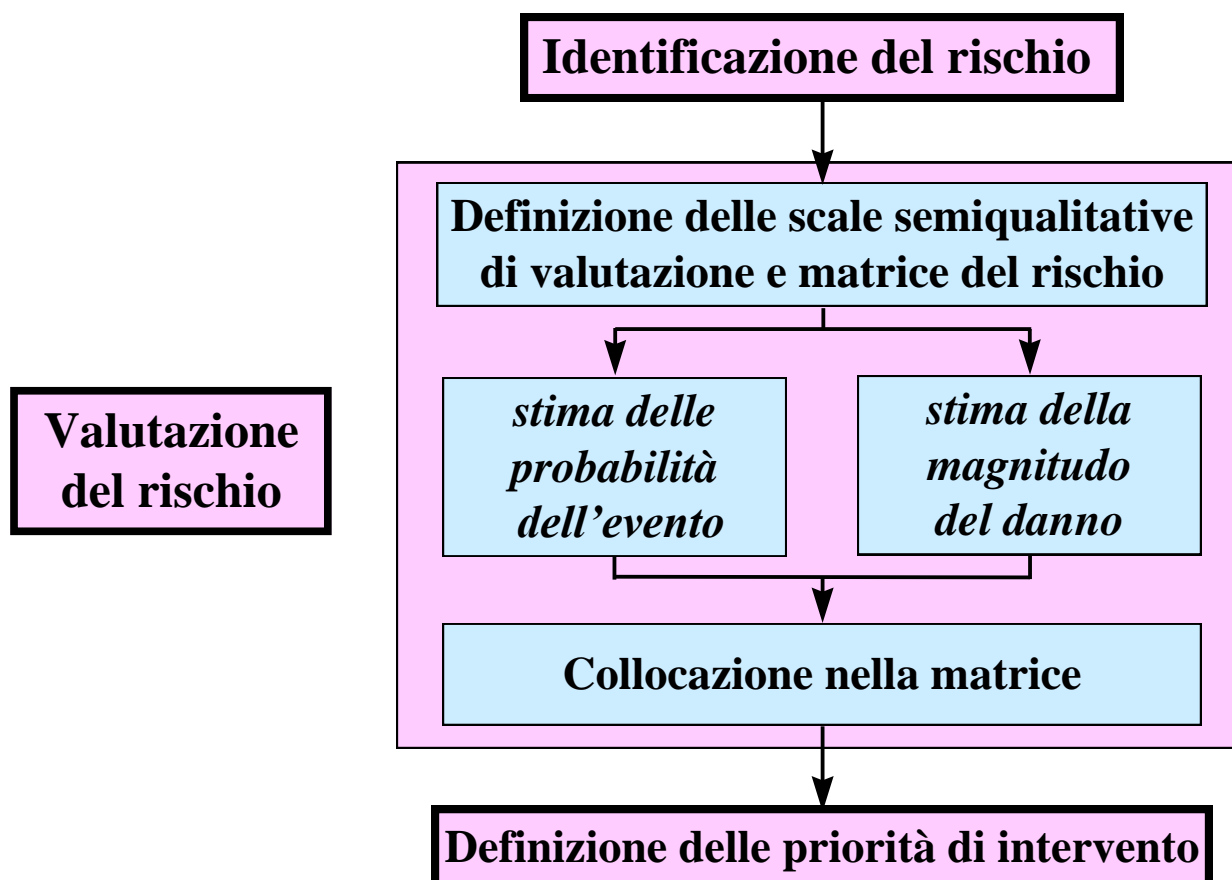 Identificazione del rischio
Definizione delle scale semiqualitative
di valutazione e matrice del rischio
Valutazione
del rischio
stima delle
probabilità
dell’evento
stima della
magnitudo
del danno
Collocazione nella matrice
Definizione delle priorità di intervento